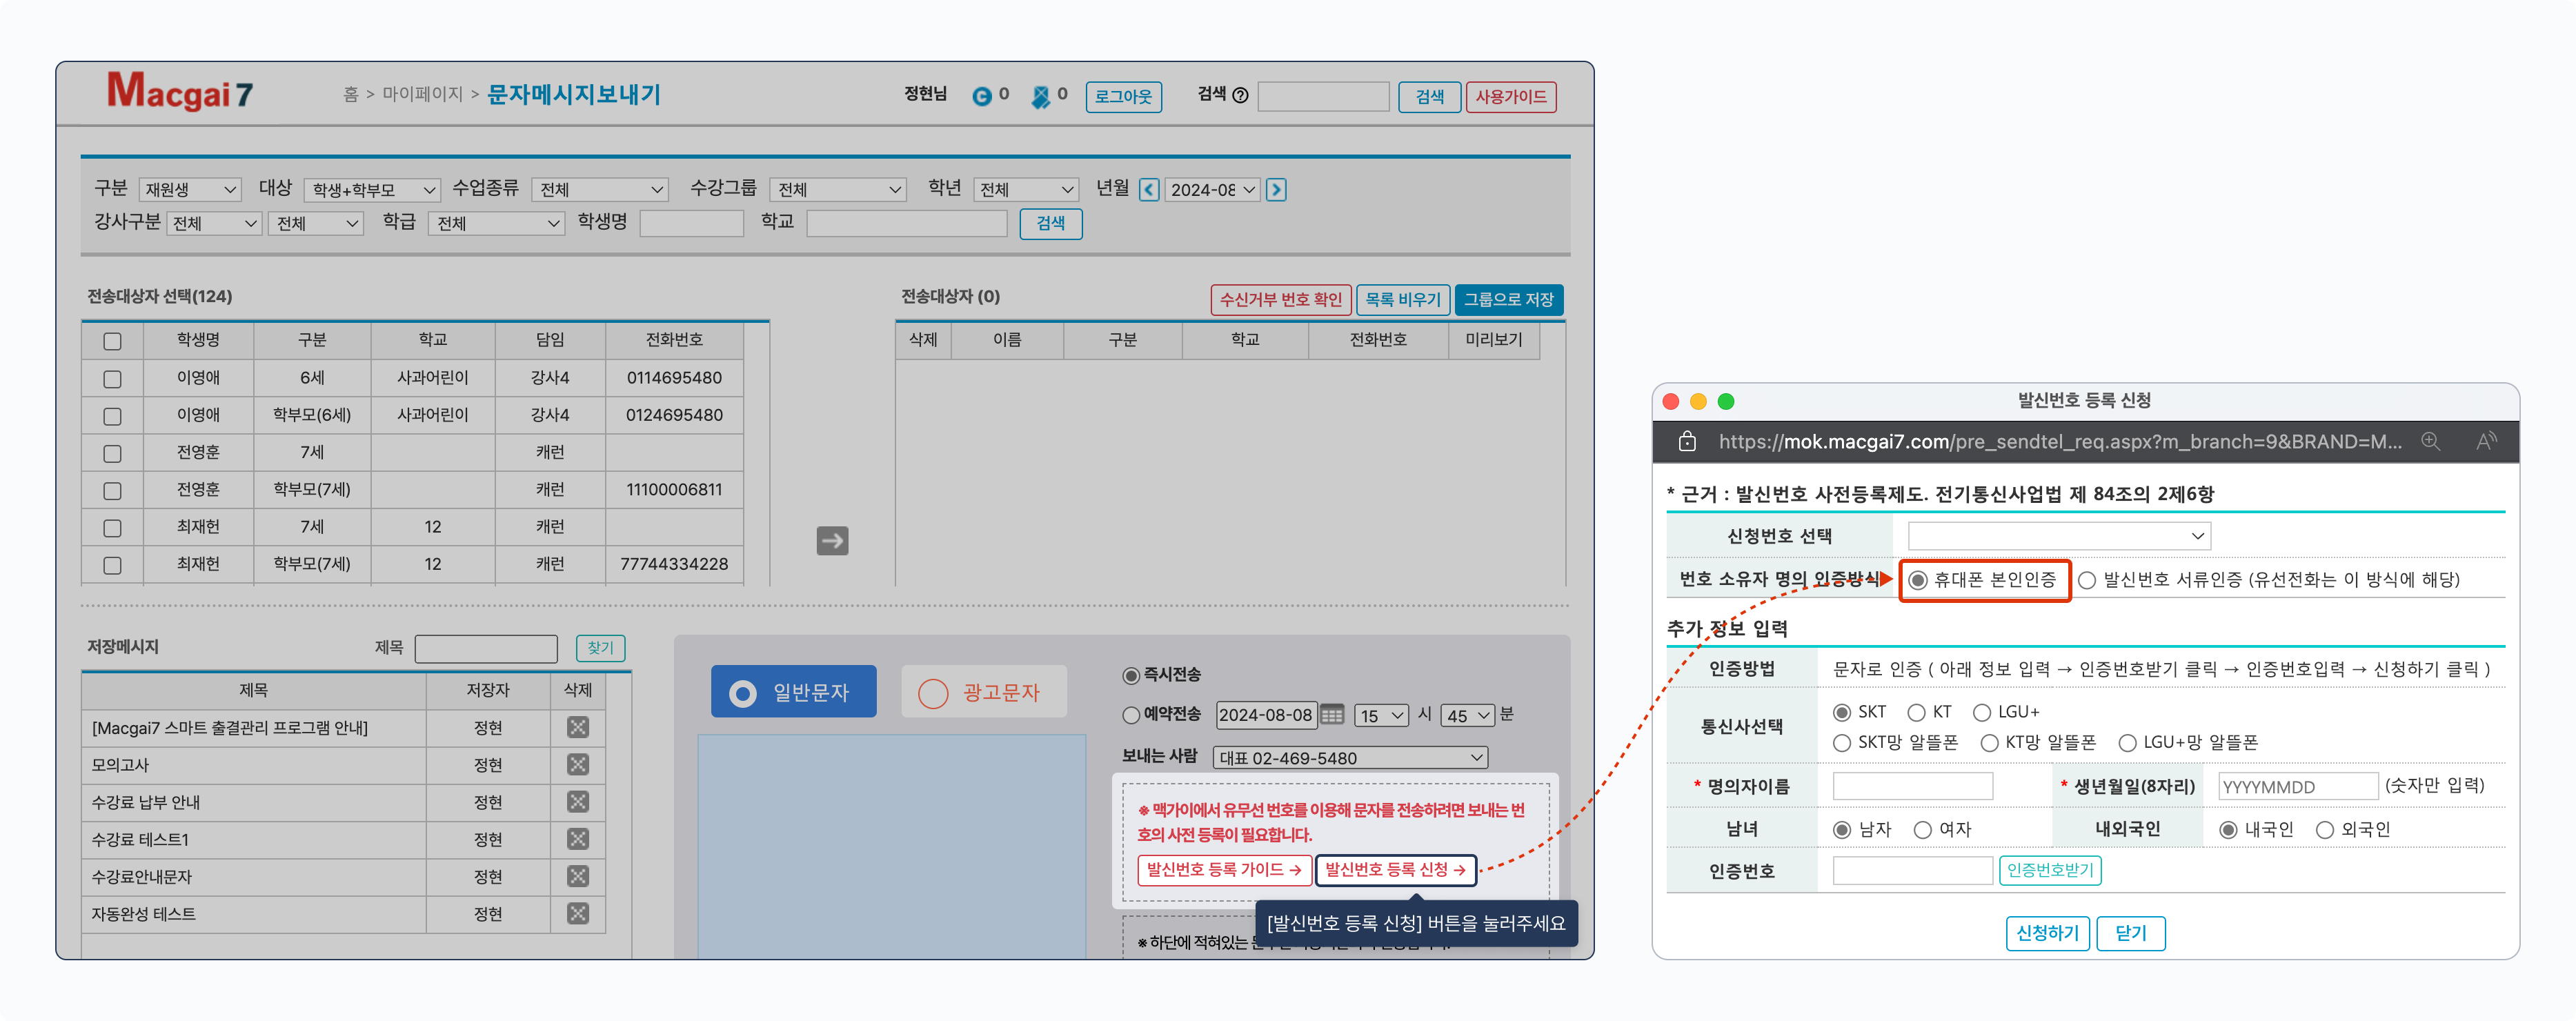 Macgai 7
홈 > 마이페이지 > 문자메시지보내기
정현님 0 0 로그아웃 검색 검색 사용가이드
구분 재원생 대상 학생+학부모 수업종류 전체 수강그룹 전체 학년 전체 년월 2024-08
강사구분 전체 전체 학급 전체 학생명 학교 검색
전송대상자 선택(124)
학생명 구분 학교 담임 전화번호
이영애 6세 사과어린이 강사4 0114695480
이영애 학부모(6세) 사과어린이 강사4 0124695480
전영훈 7세 캐런
전영훈 학부모(7세) 캐런 11100006811
최재헌 7세 12 캐런
최재헌 학부모(7세) 12 캐런 77744334228
전송대상자 (0) 수신거부 번호 확인 목록 비우기 그룹으로 저장
삭제 이름 구분 학교 전화번호 미리보기
저장메시지 제목 찾기
제목 저장자 삭제
[Macgai7 스마트 출결관리 프로그램 안내] 정현
모의고사 정현
수강료 납부 안내 정현
수강료 테스트1 정현
수강료안내문자 정현
자동완성 테스트 정현
일반문자 광고문자
즉시전송
예약전송 2024-08-08 15 시 45 분
보내는 사람 대표 02-469-5480
※ 맥가이에서 유무선 번호를 이용해 문자를 전송하려면 보내는 번
호의 사전 등록이 필요합니다.
발신번호 등록 가이드 → 발신번호 등록 신청 →
[발신번호 등록 신청] 버튼을 눌러주세요
※ 하단에 적혀있는
발신번호 등록 신청
https://mok.macgai7.com/pre_sendtel_req.aspx?m_branch=9&BRAND=M...
* 근거 : 발신번호 사전등록제도. 전기통신사업법 제 84조의 2제6항
신청번호 선택
번호 소유자 명의 인증방식 휴대폰 본인인증 발신번호 서류인증 (유선전화는 이 방식에 해당)
추가 정보 입력
인증방법 문자로 인증 ( 아래 정보 입력 → 인증번호받기 클릭 → 인증번호입력 → 신청하기 클릭 )
통신사선택 SKT KT LGU+
SKT망 알뜰폰 KT망 알뜰폰 LGU+망 알뜰폰
* 명의자이름 * 생년월일(8자리) YYYYMMDD (숫자만 입력)
남녀 남자 여자 내외국인 내국인 외국인
인증번호 인증번호받기
신청하기 닫기